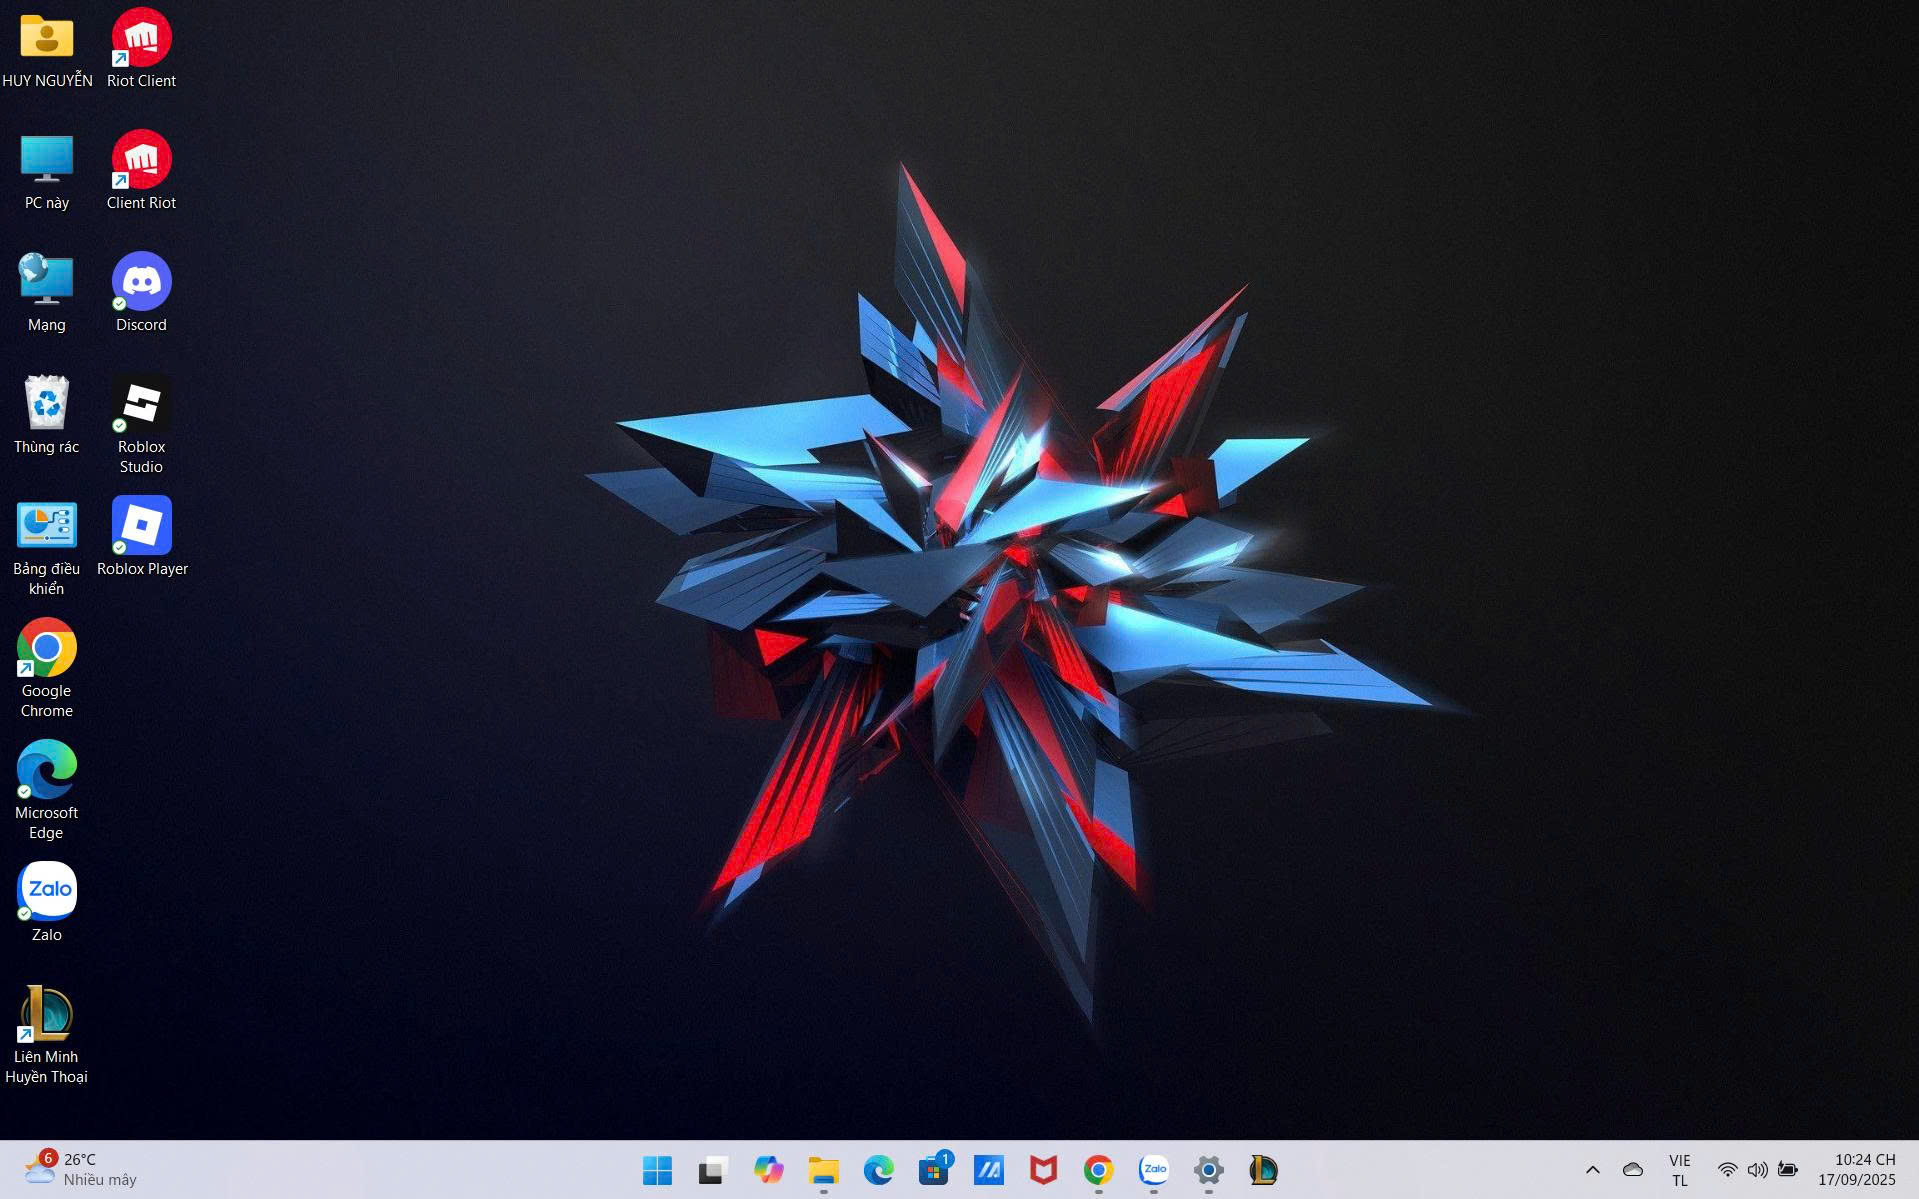 HUY NGUYỄN
Riot Client
PC này
Client Riot
Mạng
Discord
Thùng rác
Roblox
Studio
Bảng điều
khiển
Roblox Player
Google
Chrome
Microsoft
Edge
Zalo
Zalo
Liên Minh
Huyền Thoại
6
26°C
Nhiều mây
1
Zalo
VIE
TL
10:24 CH
17/09/2025